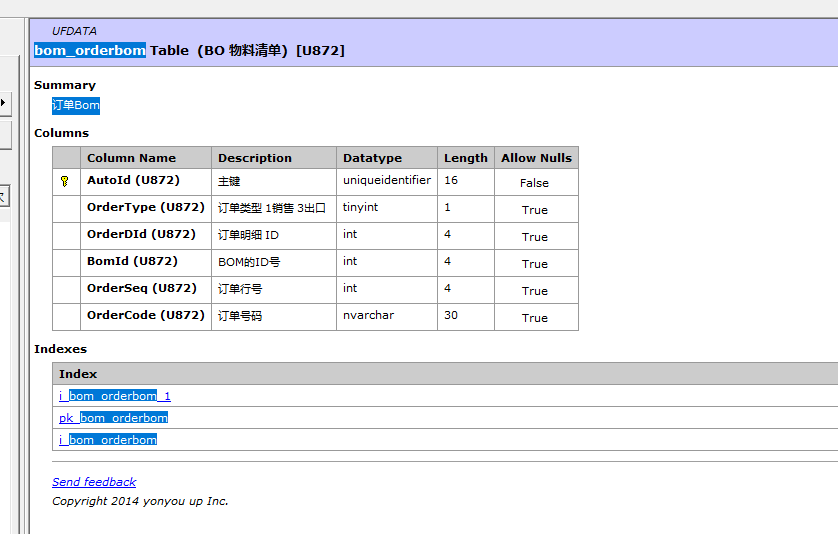 UFDATA
bom_orderbom Table（BO 物料清单）[U872]
Summary
订单Bom
Columns
Column Name Description Datatype Length Allow Nulls
AutoId (U872) 主键 uniqueidentifier 16 False
OrderType (U872) 订单类型 1销售 3出口 tinyint 1 True
OrderDId (U872) 订单明细 ID int 4 True
BomId (U872) BOM的ID号 int 4 True
OrderSeq (U872) 订单行号 int 4 True
OrderCode (U872) 订单号码 nvarchar 30 True
Indexes
Index
i_bom_orderbom_1
pk_bom_orderbom
i_bom_orderbom
Send feedback
Copyright 2014 yonyou up Inc.